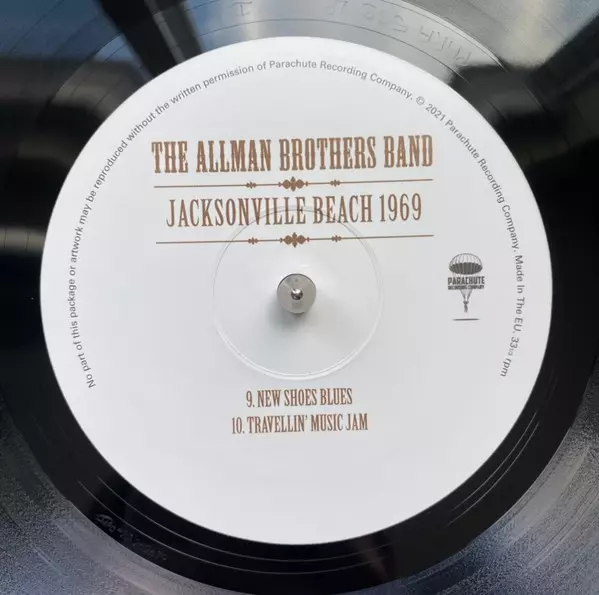 No part of this package or artwork may be reproduced without the written permission of Parachute Recording Company. © 2021 Parachute Recording Company. Made In The EU. 33 1/3 rpm
THE ALLMAN BROTHERS BAND
JACKSONVILLE BEACH 1969
PARACHUTE
RECORDING COMPANY
9. NEW SHOES BLUES
10. TRAVELLIN' MUSIC JAM